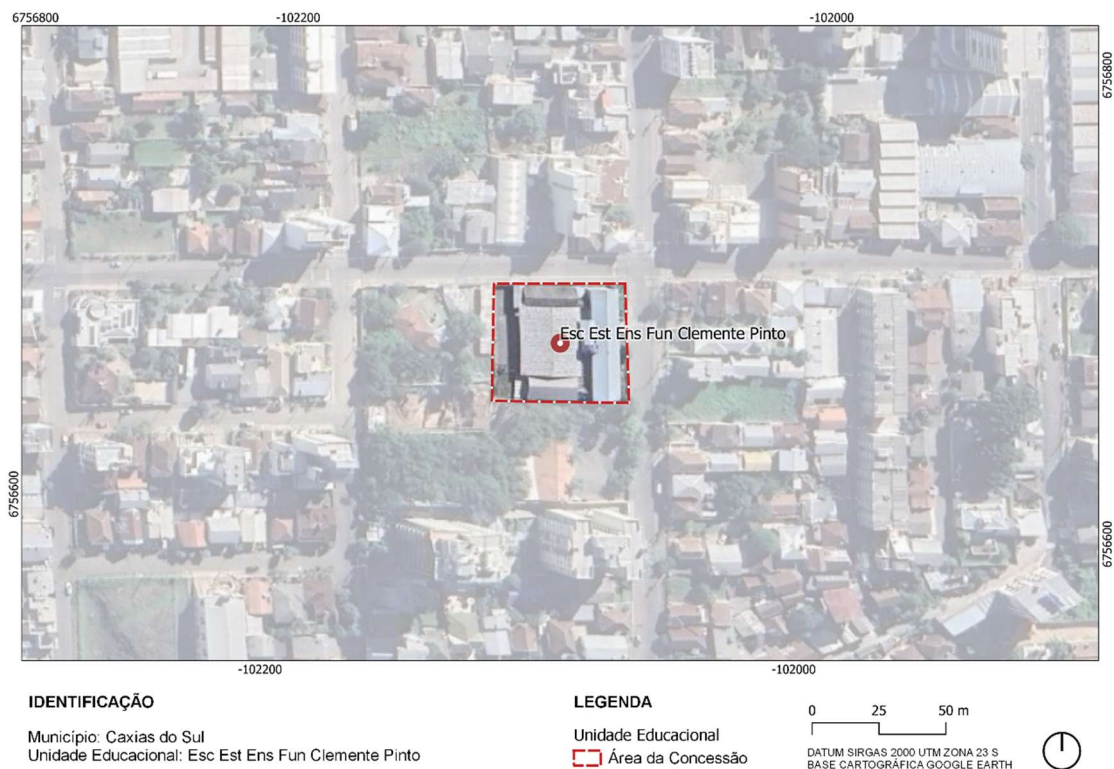 6756800
-102200
-102000
6756800
Esc Est Ens Fun Clemente Pinto
6756600
6756600
-102200
-102000
IDENTIFICAÇÃO
Município: Caxias do Sul
Unidade Educacional: Esc Est Ens Fun Clemente Pinto
LEGENDA
Unidade Educacional
Área da Concessão
0 25 50 m
DATUM SIRGAS 2000 UTM ZONA 23 S
BASE CARTOGRÁFICA GOOGLE EARTH